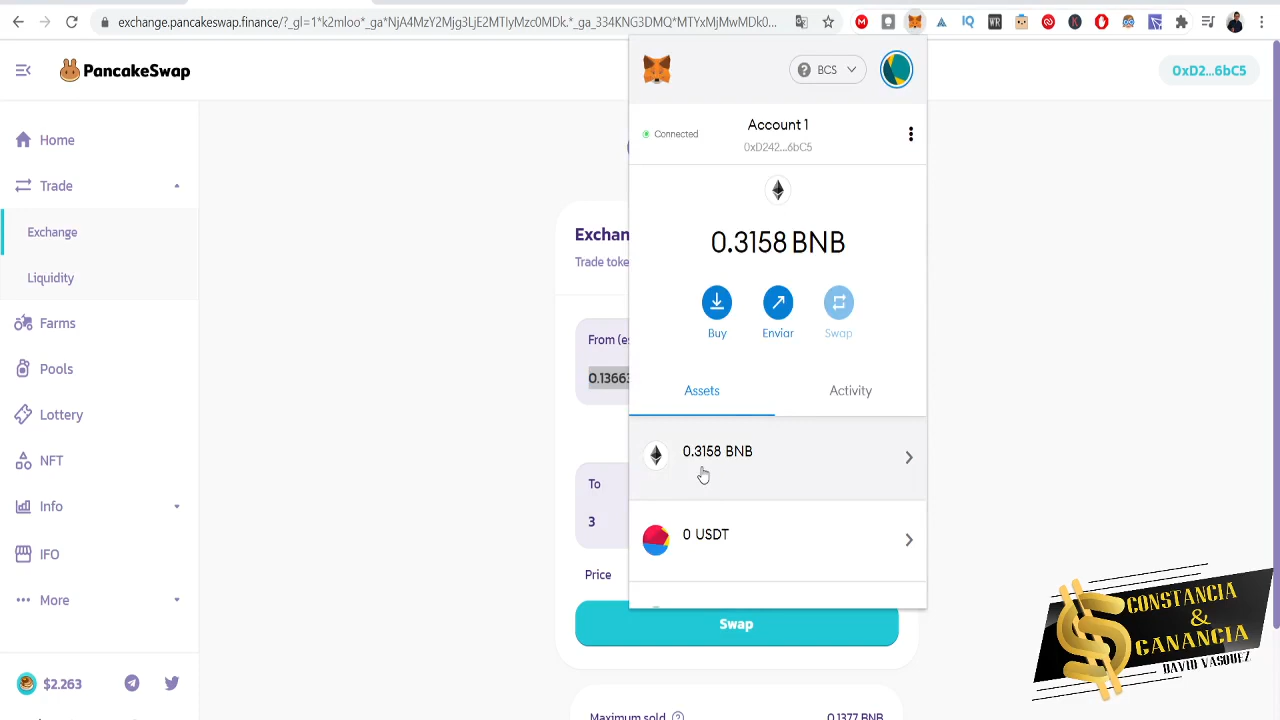 exchange.pancakeswap.finance/?_gl=1*k2mloo*_ga*NjA4MzY2Mjg3LjE2MTIyMzc0MDk.*_ga_334KNG3DMQ*MTYxMjMwMDk0...
PancakeSwap
0xD2...6bC5
Home
Trade
Exchange
Liquidity
Farms
Pools
Lottery
NFT
Info
IFO
More
$2.263
Exchan
Trade toke
From (es
0.13663
To
3
Price
Swap
Maximum sold
0.1377 BNB
BCS
Connected
Account 1
0xD242...6bC5
0.3158 BNB
Buy
Enviar
Swap
Assets
Activity
0.3158 BNB
0 USDT
CONSTANCIA
&
GANANCIA
DAVID VASQUEZ